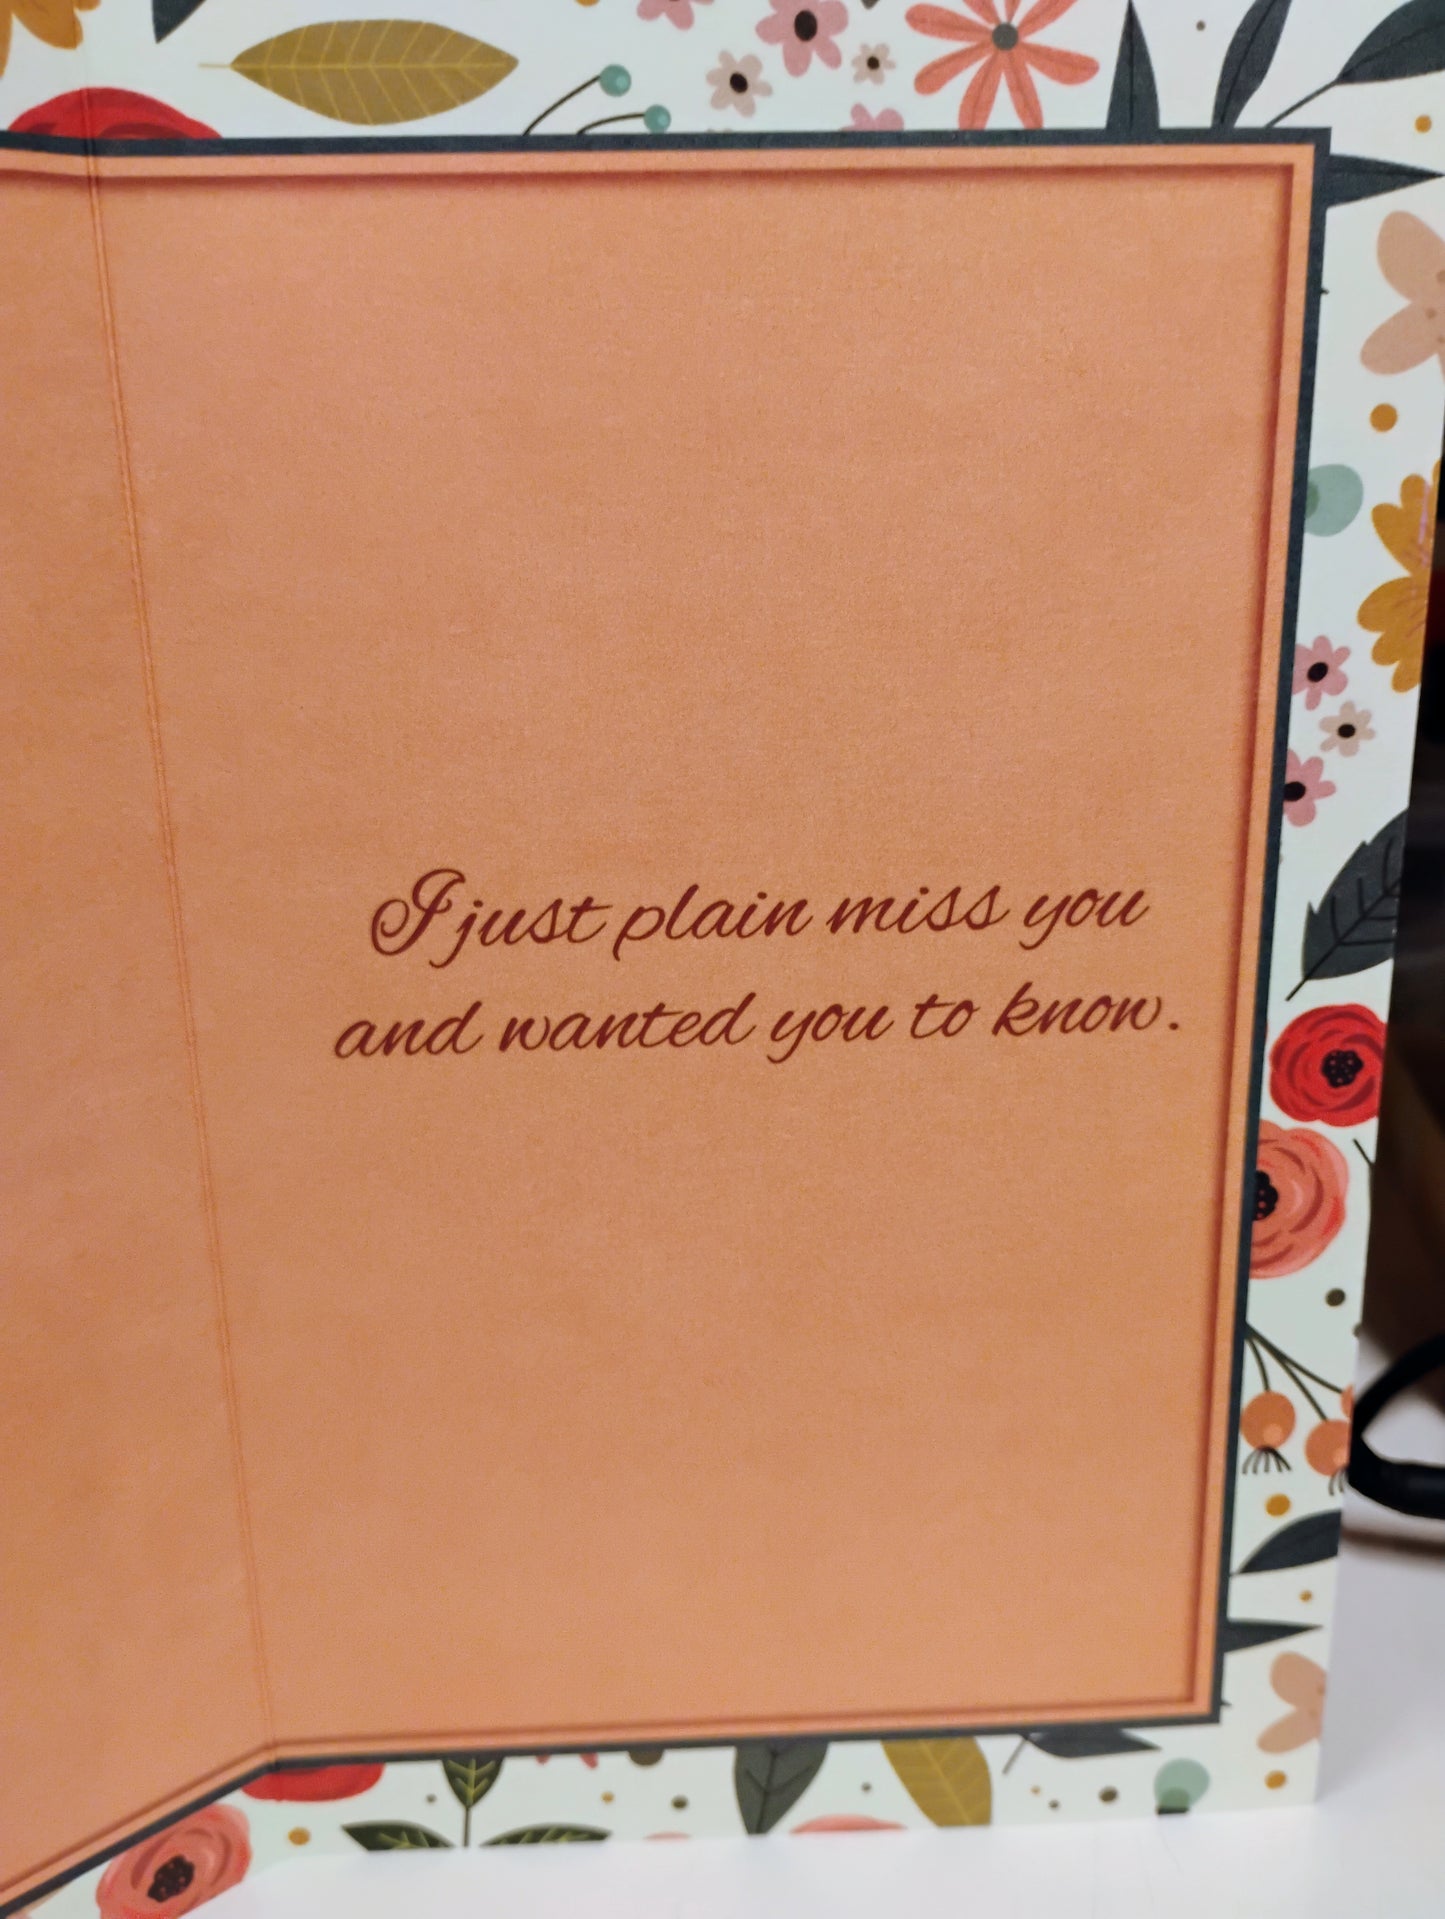 I just plain miss you
and wanted you to know.